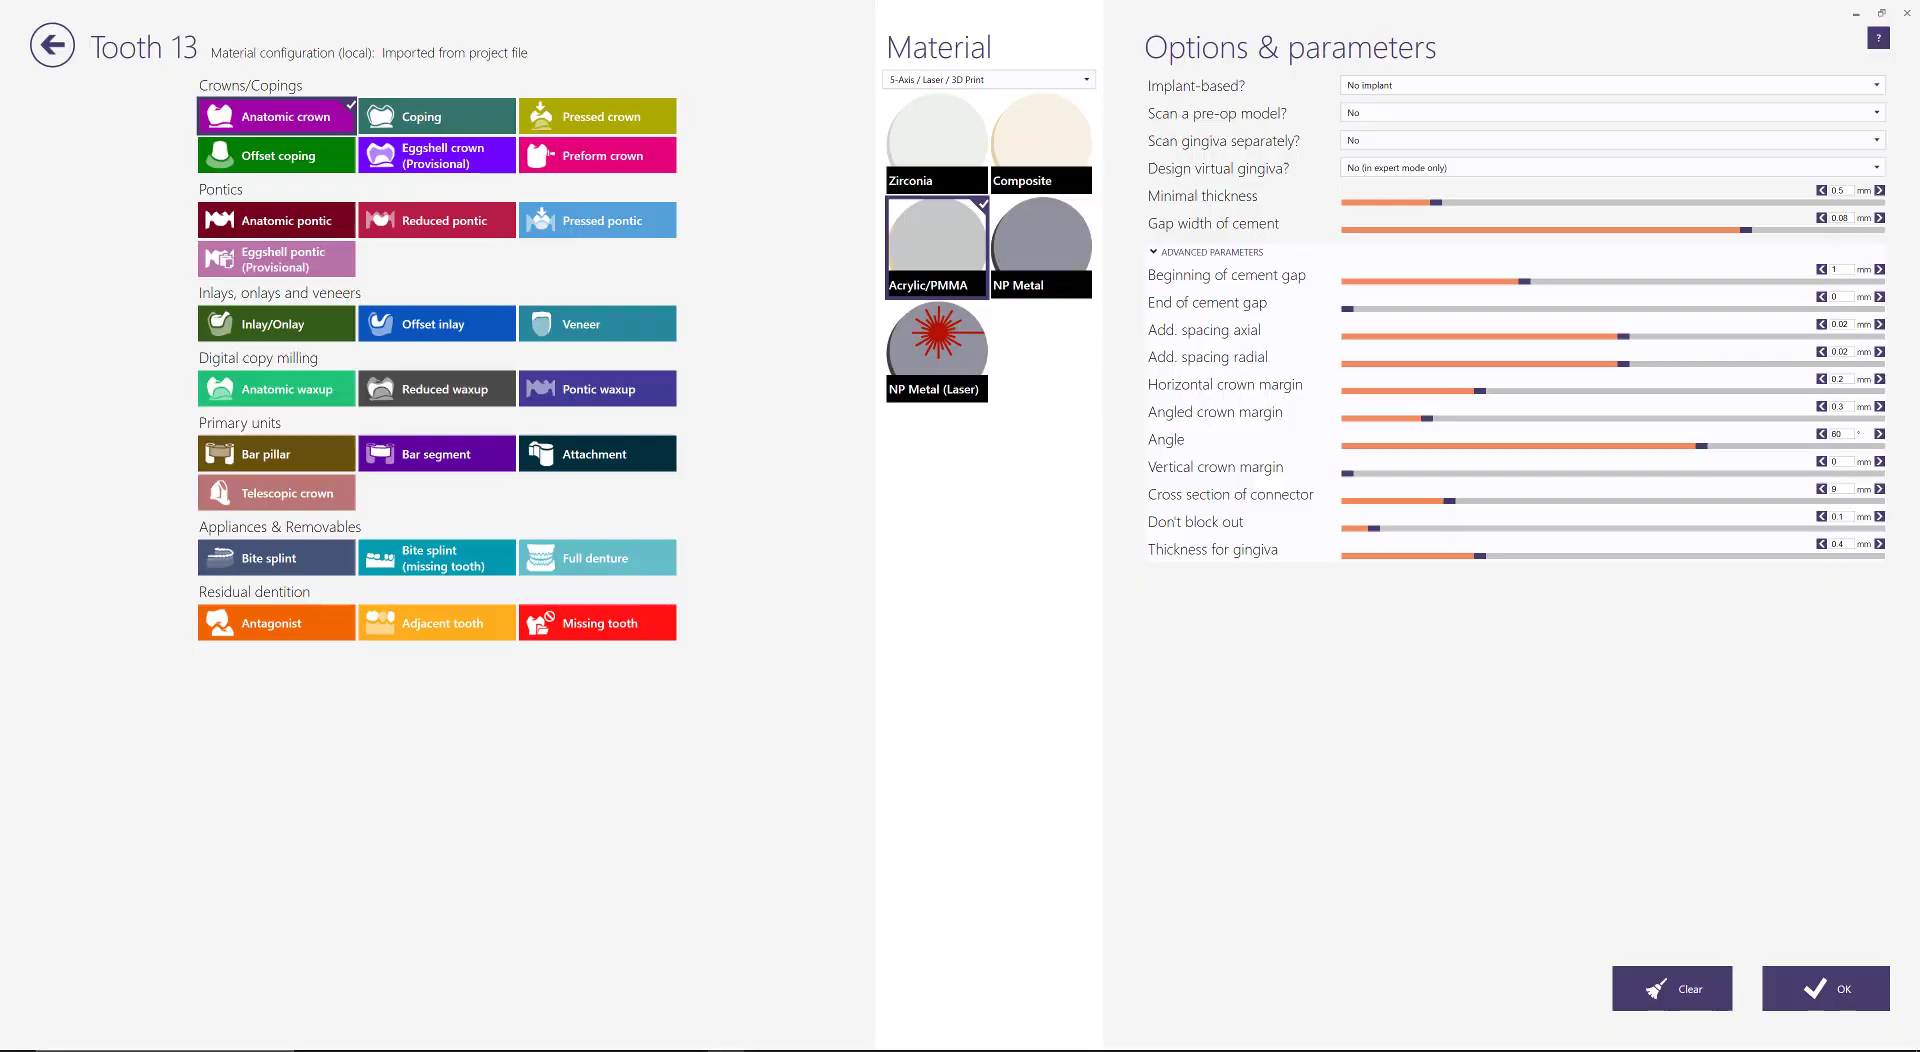 Tooth 13 Material configuration (local): Imported from project file
Crowns/Copings
Anatomic crown
Coping
Pressed crown
Offset coping
Eggshell crown
(Provisional)
Preform crown
Pontics
Anatomic pontic
Reduced pontic
Pressed pontic
Eggshell pontic
(Provisional)
Inlays, onlays and veneers
Inlay/Onlay
Offset inlay
Veneer
Digital copy milling
Anatomic waxup
Reduced waxup
Pontic waxup
Primary units
Bar pillar
Bar segment
Attachment
Telescopic crown
Appliances & Removables
Bite splint
Bite splint
(missing tooth)
Full denture
Residual dentition
Antagonist
Adjacent tooth
Missing tooth
Material
5-Axis / Laser / 3D Print
Zirconia
Composite
Acrylic/PMMA
NP Metal
NP Metal (Laser)
Options & parameters
?
Implant-based? No implant
Scan a pre-op model? No
Scan gingiva separately? No
Design virtual gingiva? No (in expert mode only)
Minimal thickness 0.5 mm
Gap width of cement 0.08 mm
ADVANCED PARAMETERS
Beginning of cement gap 1 mm
End of cement gap 0 mm
Add. spacing axial 0.02 mm
Add. spacing radial 0.02 mm
Horizontal crown margin 0.2 mm
Angled crown margin 0.3 mm
Angle 60 °
Vertical crown margin 0 mm
Cross section of connector 9 mm
Don't block out 0.1 mm
Thickness for gingiva 0.4 mm
Clear
OK